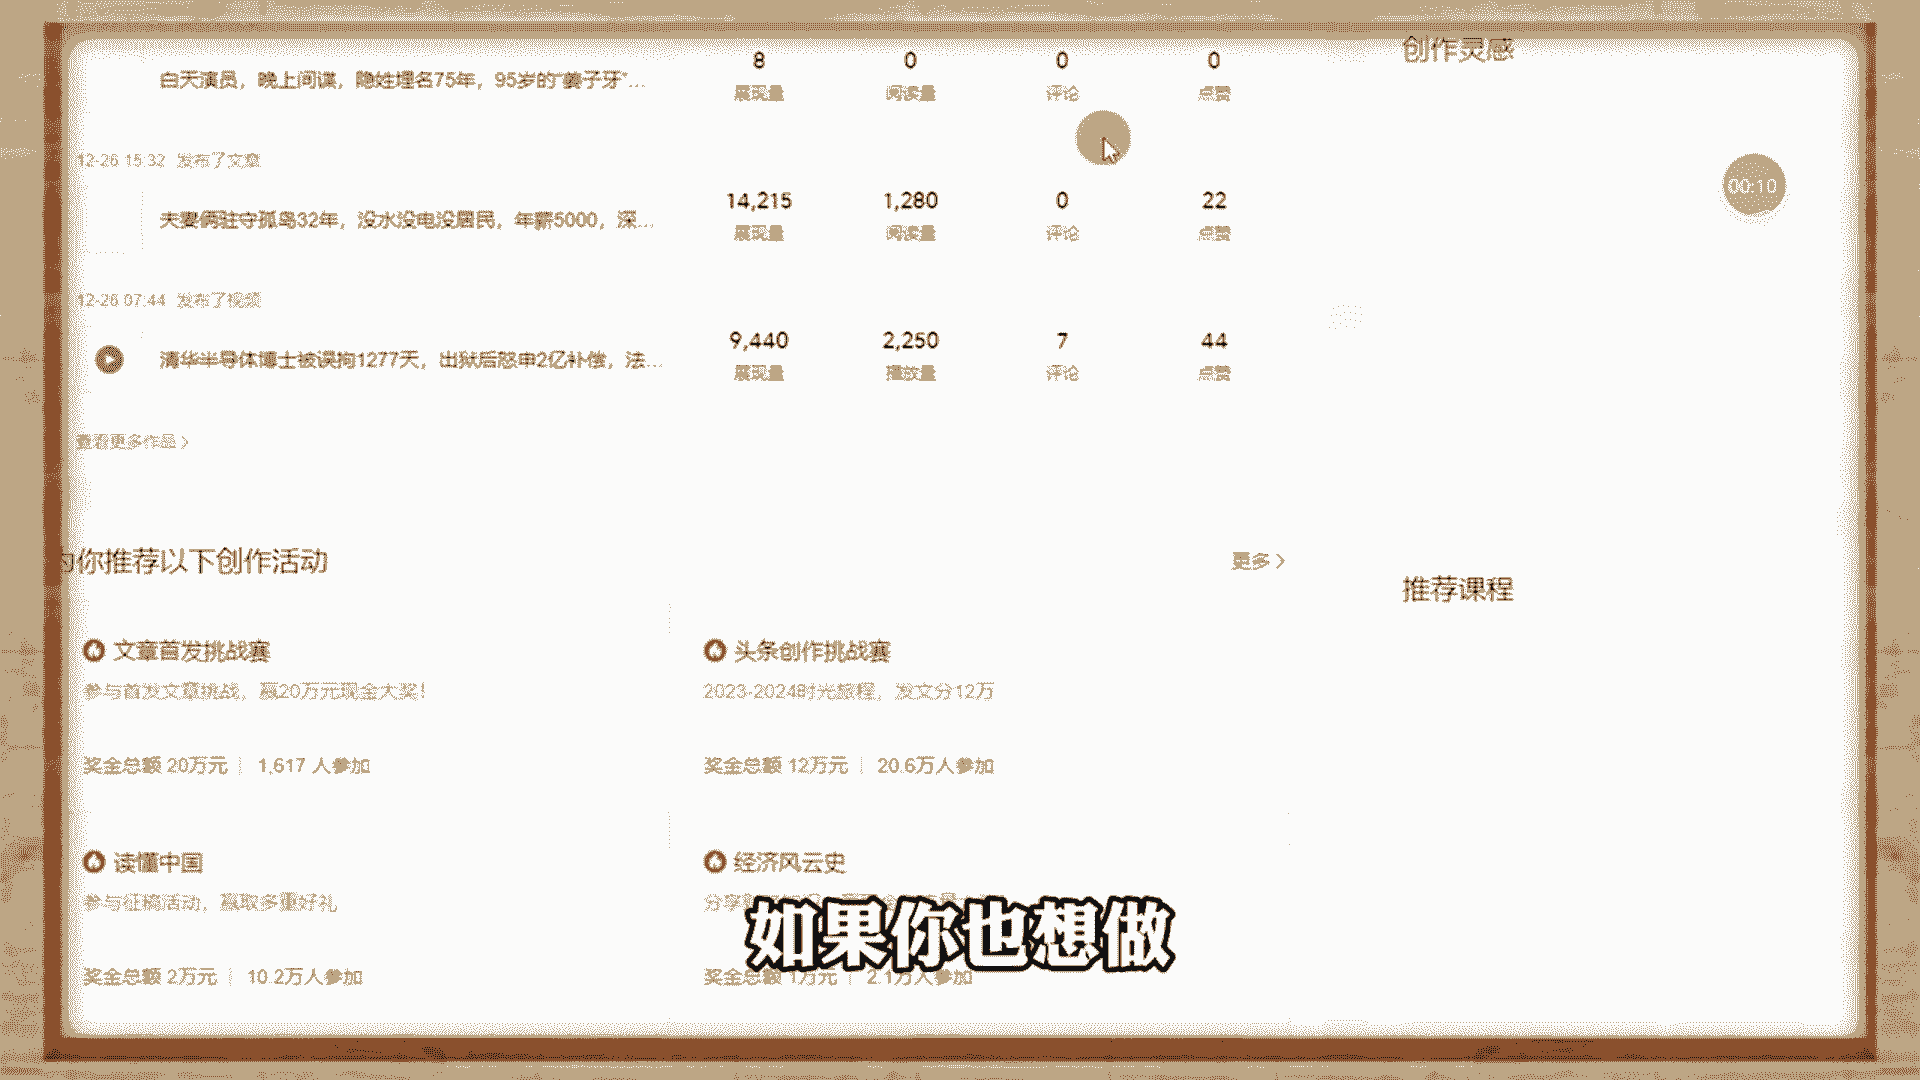 创作灵感
8 0 0 0
白天演员，晚上间谍，隐姓埋名75年，95岁的“姜子牙”...
展现量 阅读量 评论 点赞
12-26 15:32 发布了文章
00:10
14,215 1,280 0 22
夫妻俩驻守孤岛32年，没水没电没居民，年薪5000，深...
展现量 阅读量 评论 点赞
12-26 07:44 发布了视频
9,440 2,250 7 44
清华半导体博士被误拘1277天，出狱后怒申2亿补偿，法...
展现量 播放量 评论 点赞
查看更多作品 >
为你推荐以下创作活动
更多 >
推荐课程
文章首发挑战赛
参与首发文章挑战，赢20万元现金大奖！
奖金总额 20万元 | 1,617 人参加
头条创作挑战赛
2023-2024时光旅程，发文分12万
奖金总额 12万元 | 20.6万人参加
读懂中国
参与征稿活动，赢取多重好礼
奖金总额 2万元 | 10.2万人参加
经济风云史
分享
奖金总额 1万元 | 2.1万人参加
如果你也想做